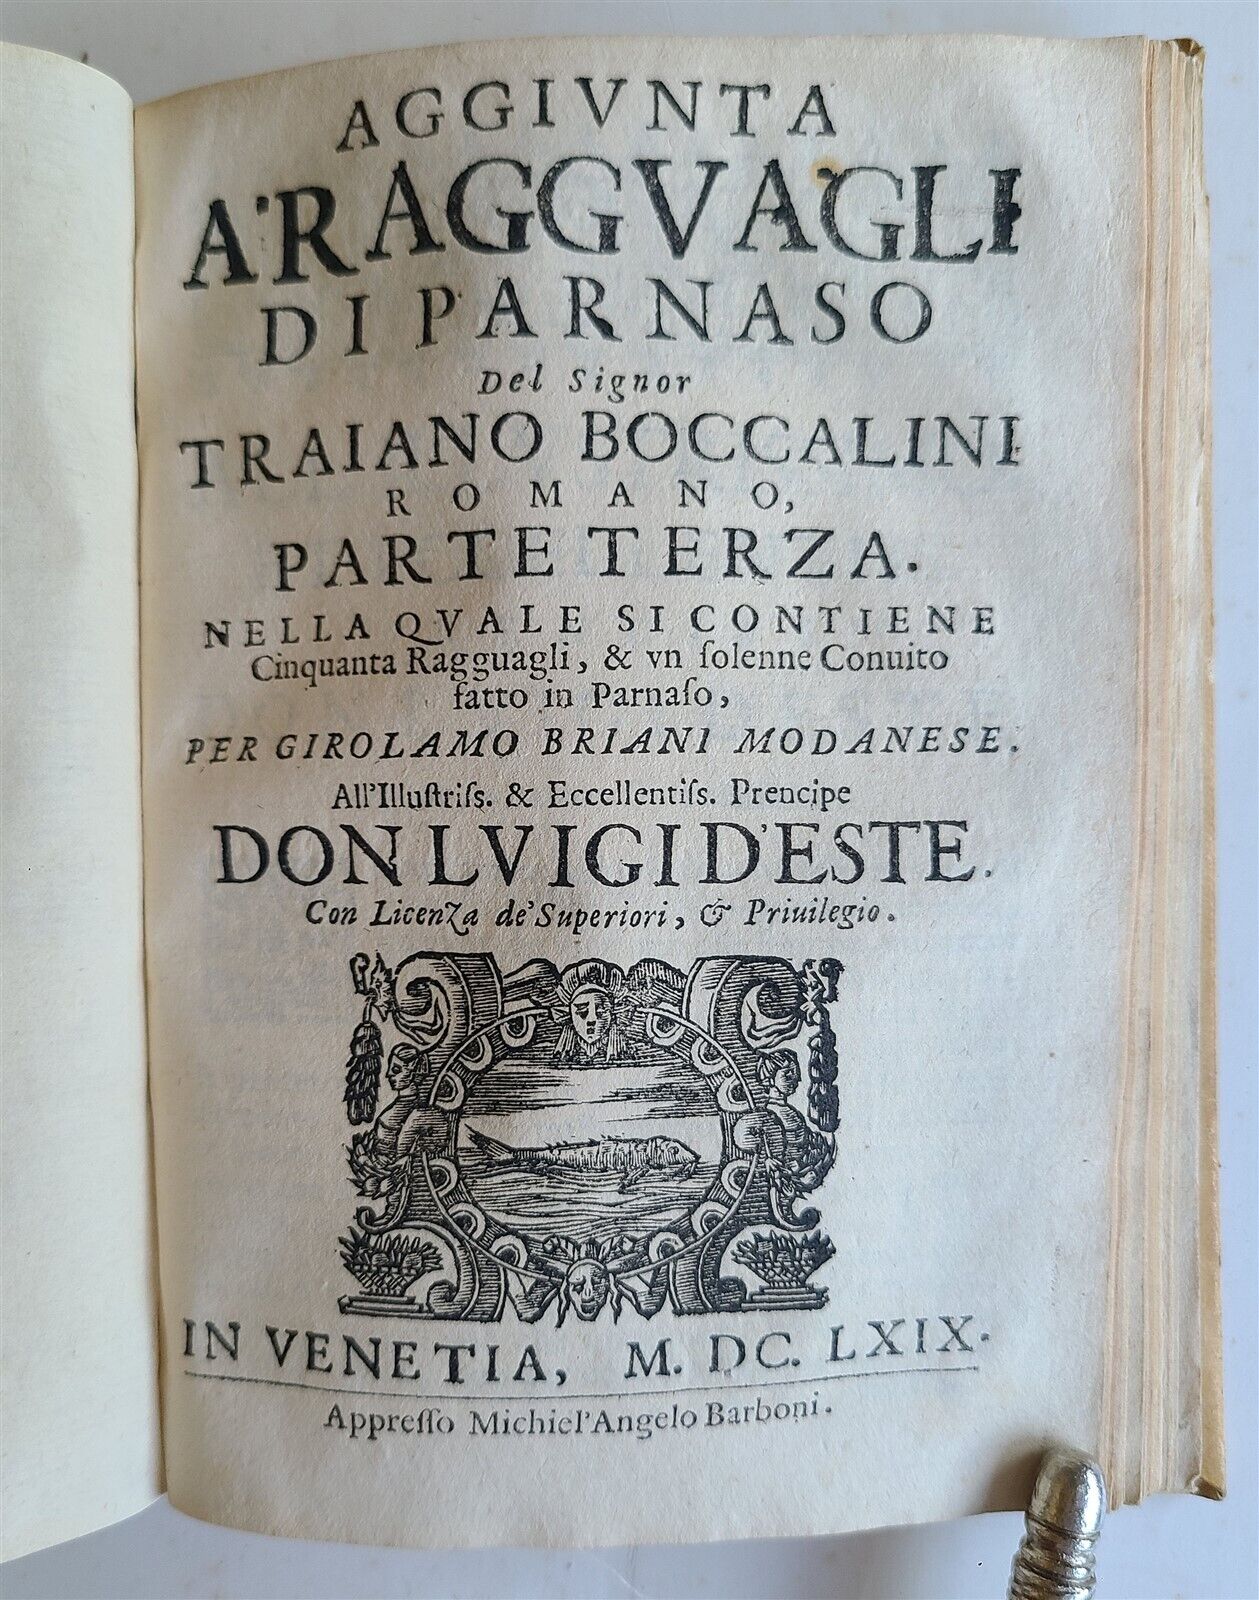 AGGIVNTA
A'RAGGVAGLI
DI PARNASO
Del Signor
TRAIANO BOCCALINI
ROMANO,
PARTE TERZA.
NELLA QVALE SI CONTIENE
Cinquanta Ragguagli, & vn ſolenne Conuito
fatto in Parnaſo,
PER GIROLAMO BRIANI MODANESE.
All'Illuſtriſs. & Eccellentiſs. Prencipe
DON LVIGI D'ESTE.
Con Licenza de' Superiori, & Priuilegio.
IN VENETIA, M. DC. LXIX.
Appreſſo Michiel'Angelo Barboni.